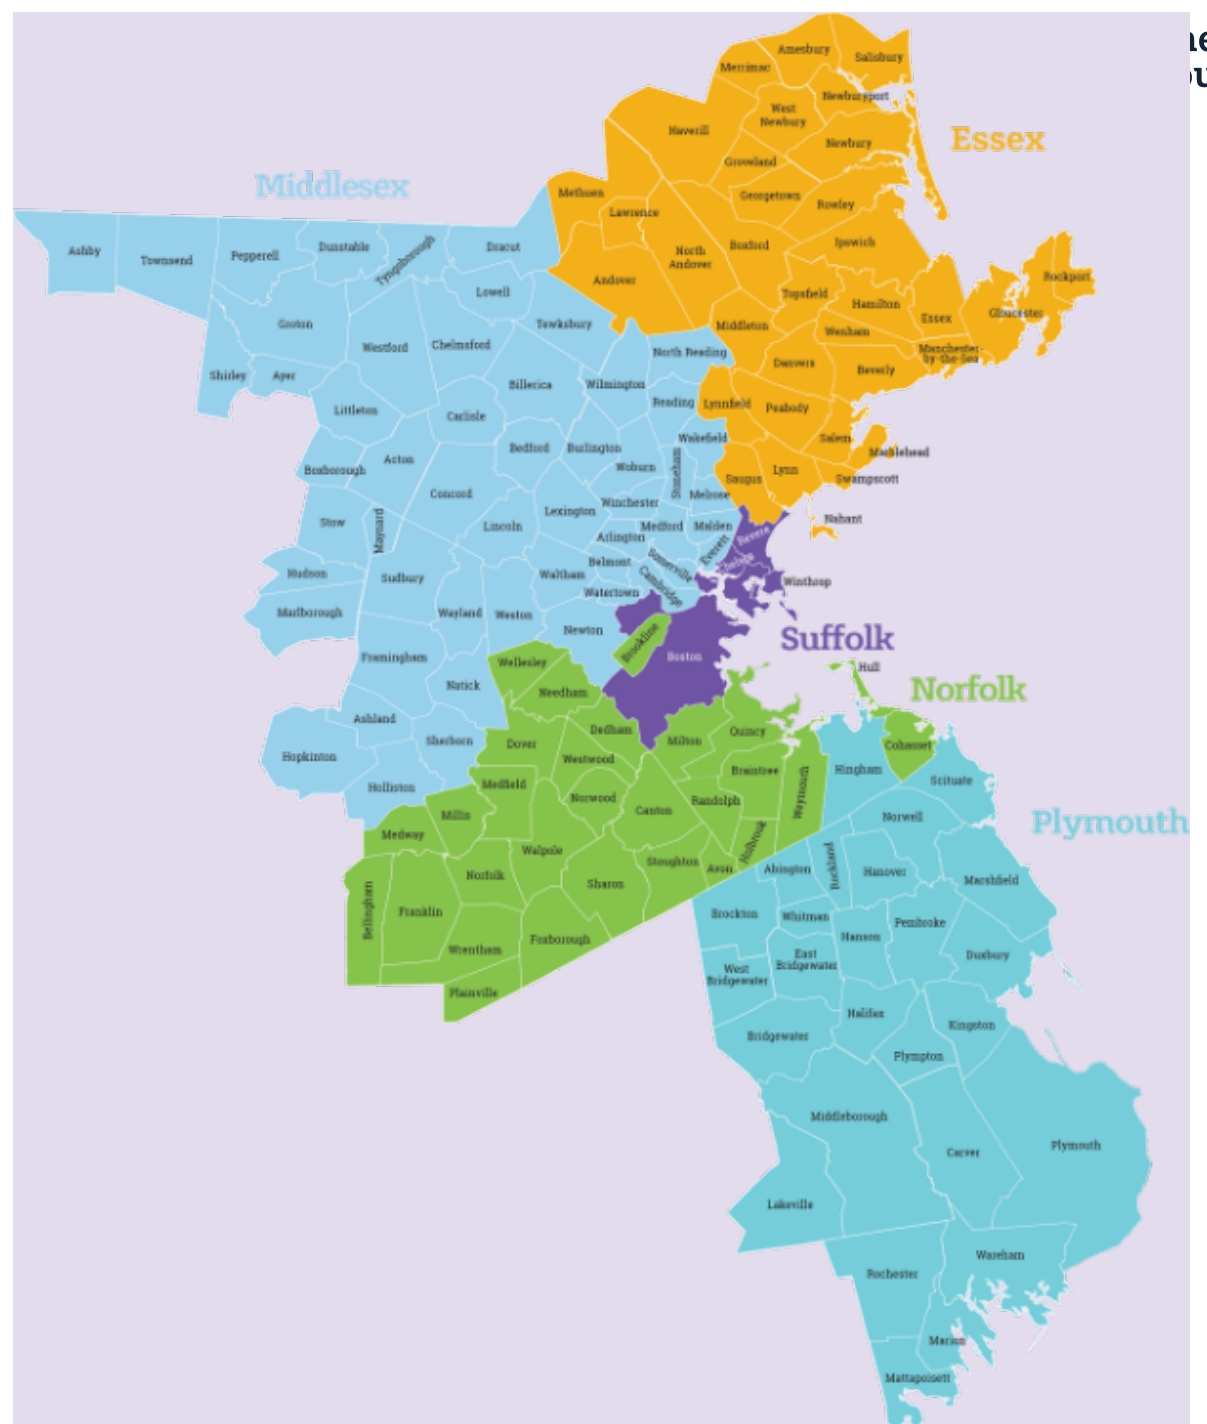 Amesbury
Salisbury
Merrimac
Newburyport
West
Newbury
Haverill
Newbury
Essex
Groveland
Middlesex
Methuen
Georgetown
Rowley
Lawrence
Ashby
Townsend
Pepperell
Dunstable
Tyngsborough
Dracut
North
Andover
Boxford
Ipswich
Andover
Rockport
Lowell
Topsfield
Hamilton
Essex
Gloucester
Groton
Tewksbury
Middleton
Wenham
Westford
Chelmsford
North Reading
Danvers
Manchester-
by-the-Sea
Beverly
Shirley
Ayer
Billerica
Wilmington
Littleton
Carlisle
Reading
Lynnfield
Peabody
Wakefield
Salem
Marblehead
Bedford
Burlington
Boxborough
Acton
Woburn
Stoneham
Saugus
Lynn
Swampscott
Concord
Winchester
Melrose
Lexington
Stow
Maynard
Lincoln
Arlington
Medford
Malden
Nahant
Everett
Revere
Hudson
Sudbury
Waltham
Belmont
Somerville
Chelsea
Winthrop
Watertown
Cambridge
Marlborough
Wayland
Weston
Newton
Brookline
Boston
Suffolk
Framingham
Wellesley
Hull
Natick
Needham
Norfolk
Ashland
Dedham
Quincy
Hopkinton
Sherborn
Dover
Westwood
Milton
Cohasset
Holliston
Medfield
Norwood
Braintree
Weymouth
Hingham
Scituate
Millis
Canton
Randolph
Norwell
Plymouth
Medway
Walpole
Holbrook
Norfolk
Stoughton
Avon
Abington
Rockland
Hanover
Marshfield
Bellingham
Franklin
Sharon
Brockton
Whitman
Hanson
Pembroke
Wrentham
Foxborough
East
Bridgewater
Duxbury
West
Bridgewater
Plainville
Halifax
Kingston
Bridgewater
Plympton
Middleborough
Carver
Plymouth
Lakeville
Wareham
Rochester
Marion
Mattapoisett